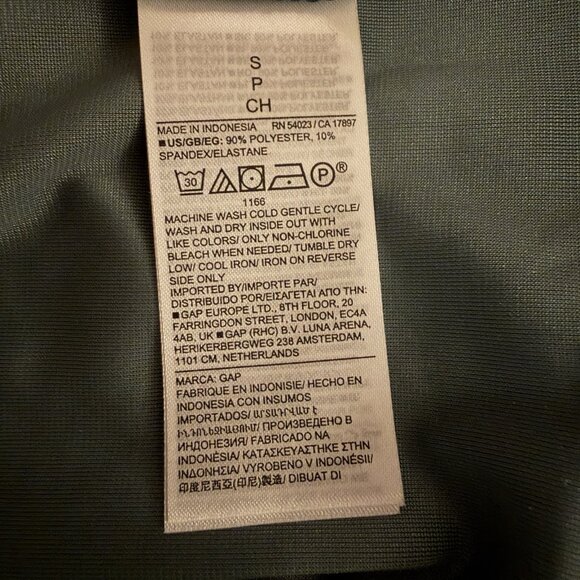 S
P
CH
MADE IN INDONESIA RN 54023 / CA 17897
■US/GB/EG: 90% POLYESTER, 10%
SPANDEX/ELASTANE
30 P ®
1166
MACHINE WASH COLD GENTLE CYCLE/
WASH AND DRY INSIDE OUT WITH
LIKE COLORS/ ONLY NON-CHLORINE
BLEACH WHEN NEEDED/ TUMBLE DRY
LOW/ COOL IRON/ IRON ON REVERSE
SIDE ONLY
IMPORTED BY/IMPORTE PAR/
DISTRIBUIDO POR/ΕΙΣΑΓΕΤΑΙ ΑΠΟ ΤΗΝ:
■ GAP EUROPE LTD., 8TH FLOOR, 20
FARRINGDON STREET, LONDON, EC4A
4AB, UK ■ GAP (RHC) B.V. LUNA ARENA,
HERIKERBERGWEG 238 AMSTERDAM,
1101 CM, NETHERLANDS
MARCA: GAP
FABRIQUE EN INDONISIE/ HECHO EN
INDONESIA CON INSUMOS
IMPORTADOS/ ԱՐՏԱԴՐՎԱԾ Է
ԻՆԴՈՆԵԶԻԱՅՈՒՄ/ ПРОИЗВЕДЕНО В
ИНДОНЕЗИЯ/ FABRICADO NA
INDONÉSIA/ ΚΑΤΑΣΚΕΥΑΣΤΗΚΕ ΣΤΗΝ
ΙΝΔΟΝΗΣΙΑ/ VYROBENO V INDONÉSII/
印度尼西亞(印尼)製造/ DIBUAT DI